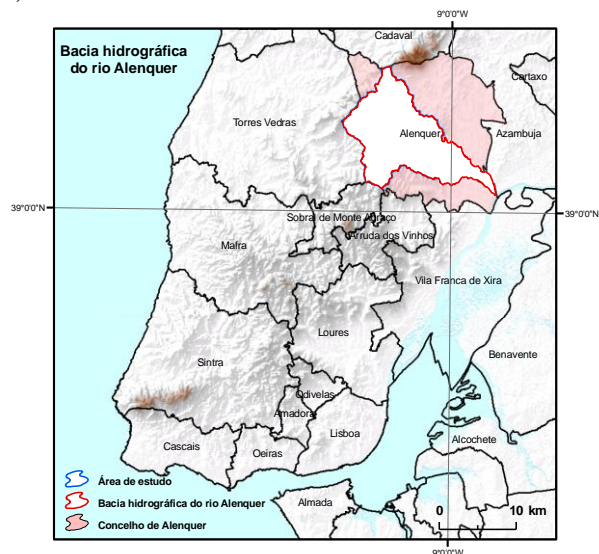 9°0'0"W
Bacia hidrográfica
do rio Alenquer
Cadaval
Cartaxo
Torres Vedras
Alenquer
Azambuja
39°0'0"N
39°0'0"N
Sobral de Monte Agraço
Arruda dos Vinhos
Mafra
Vila Franca de Xira
Loures
Benavente
Sintra
Odivelas
Amadora
Lisboa
Alcochete
Cascais
Oeiras
Área de estudo
Bacia hidrográfica do rio Alenquer
Almada
Concelho de Alenquer
0 10 km
9°0'0"W